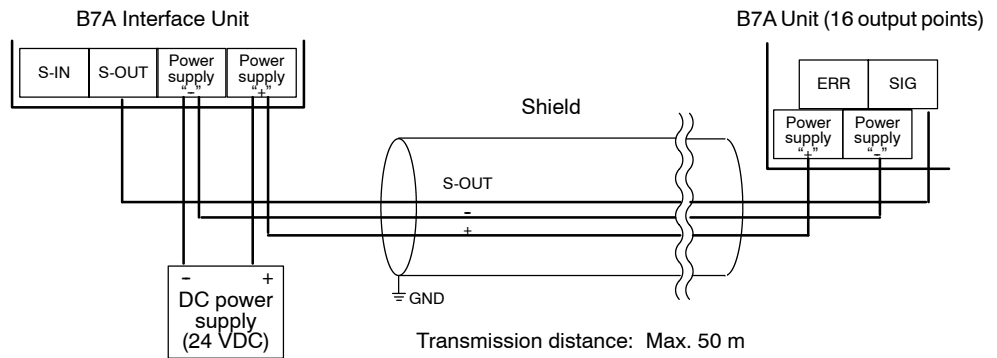 B7A Interface Unit
B7A Unit (16 output points)
S-IN
S-OUT
Power
supply
“-”
Power
supply
“+”
ERR
SIG
Power
supply
“+”
Power
supply
“-”
Shield
S-OUT
-
+
GND
- +
DC power
supply
(24 VDC)
Transmission distance: Max. 50 m